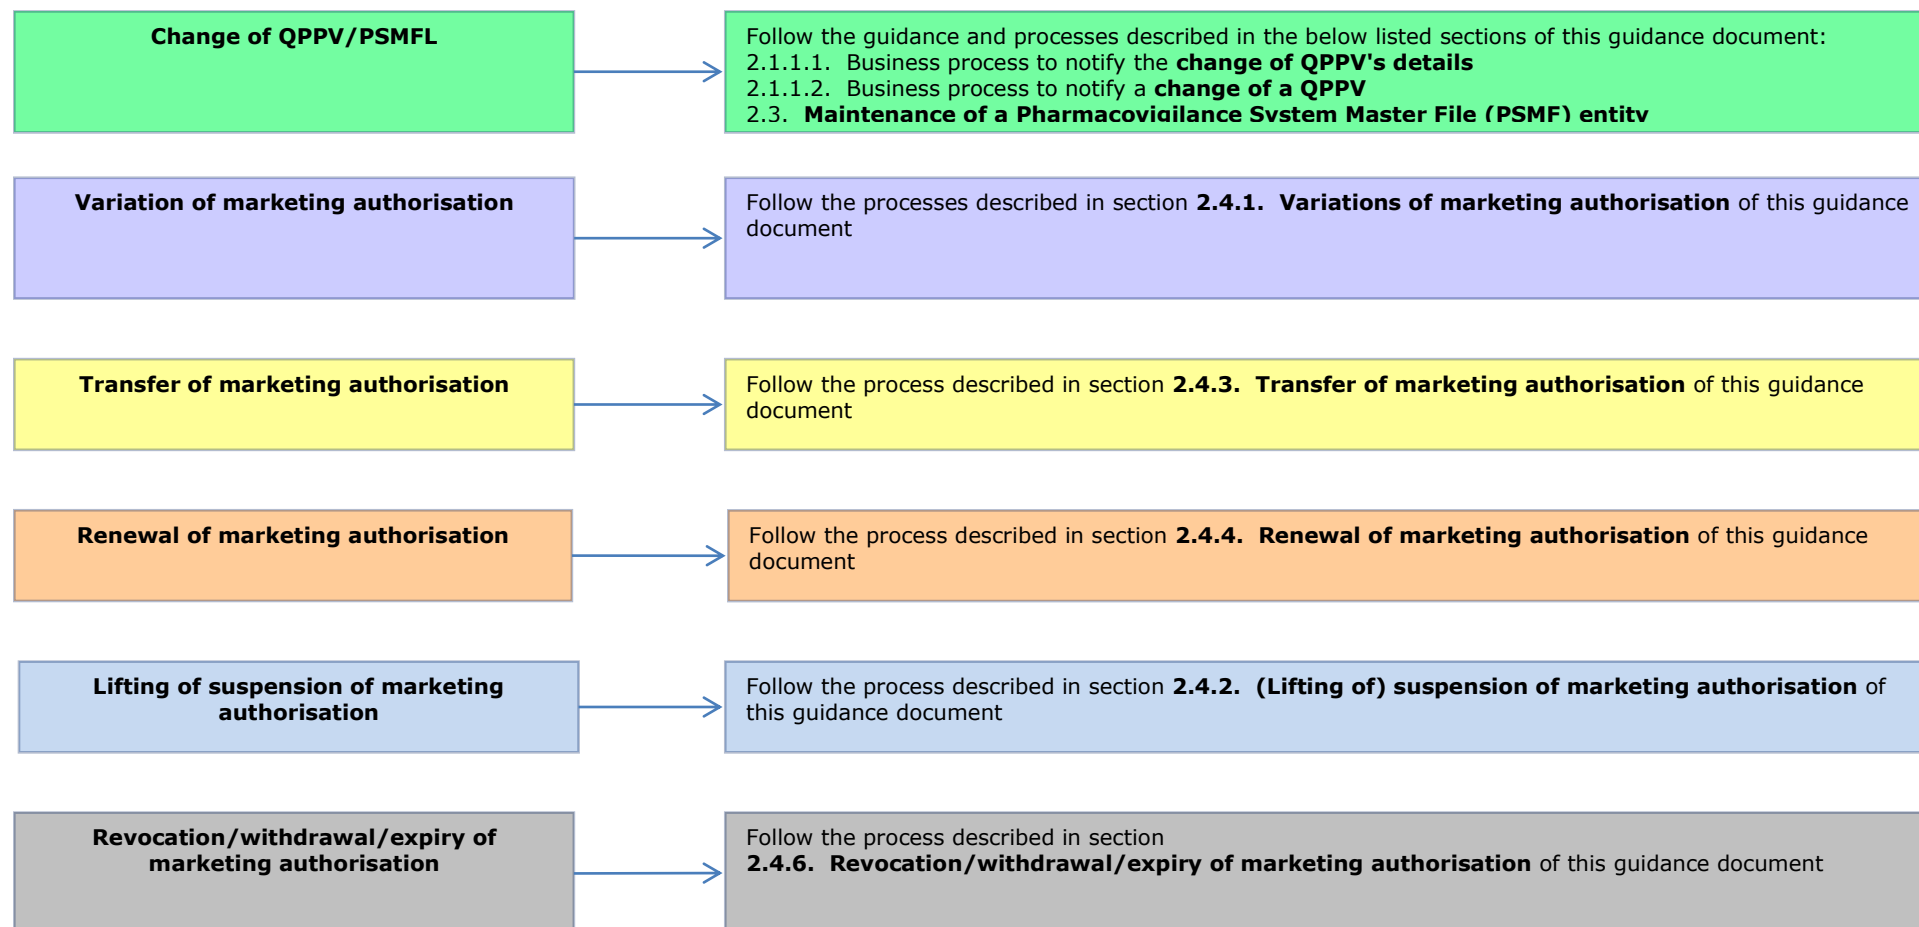 Change of QPPV/PSMFL
Follow the guidance and processes described in the below listed sections of this guidance document:
2.1.1.1. Business process to notify the change of QPPV's details
2.1.1.2. Business process to notify a change of a QPPV
2.3. Maintenance of a Pharmacovigilance System Master File (PSMF) entity
Variation of marketing authorisation
Follow the processes described in section 2.4.1. Variations of marketing authorisation of this guidance
document
Transfer of marketing authorisation
Follow the process described in section 2.4.3. Transfer of marketing authorisation of this guidance
document
Renewal of marketing authorisation
Follow the process described in section 2.4.4. Renewal of marketing authorisation of this guidance
document
Lifting of suspension of marketing
authorisation
Follow the process described in section 2.4.2. (Lifting of) suspension of marketing authorisation of
this guidance document
Revocation/withdrawal/expiry of
marketing authorisation
Follow the process described in section
2.4.6. Revocation/withdrawal/expiry of marketing authorisation of this guidance document